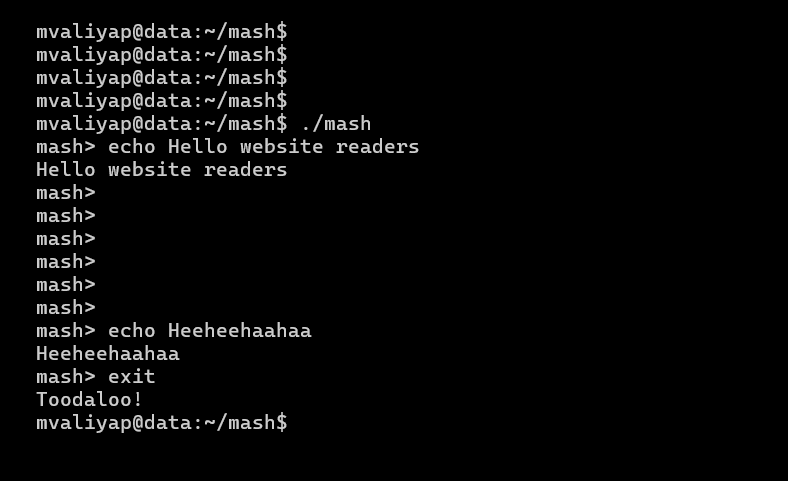 mvaliyap@data:~/mash$
mvaliyap@data:~/mash$
mvaliyap@data:~/mash$
mvaliyap@data:~/mash$
mvaliyap@data:~/mash$ ./mash
mash> echo Hello website readers
Hello website readers
mash>
mash>
mash>
mash>
mash>
mash>
mash> echo Heeheehaahaa
Heeheehaahaa
mash> exit
Toodaloo!
mvaliyap@data:~/mash$